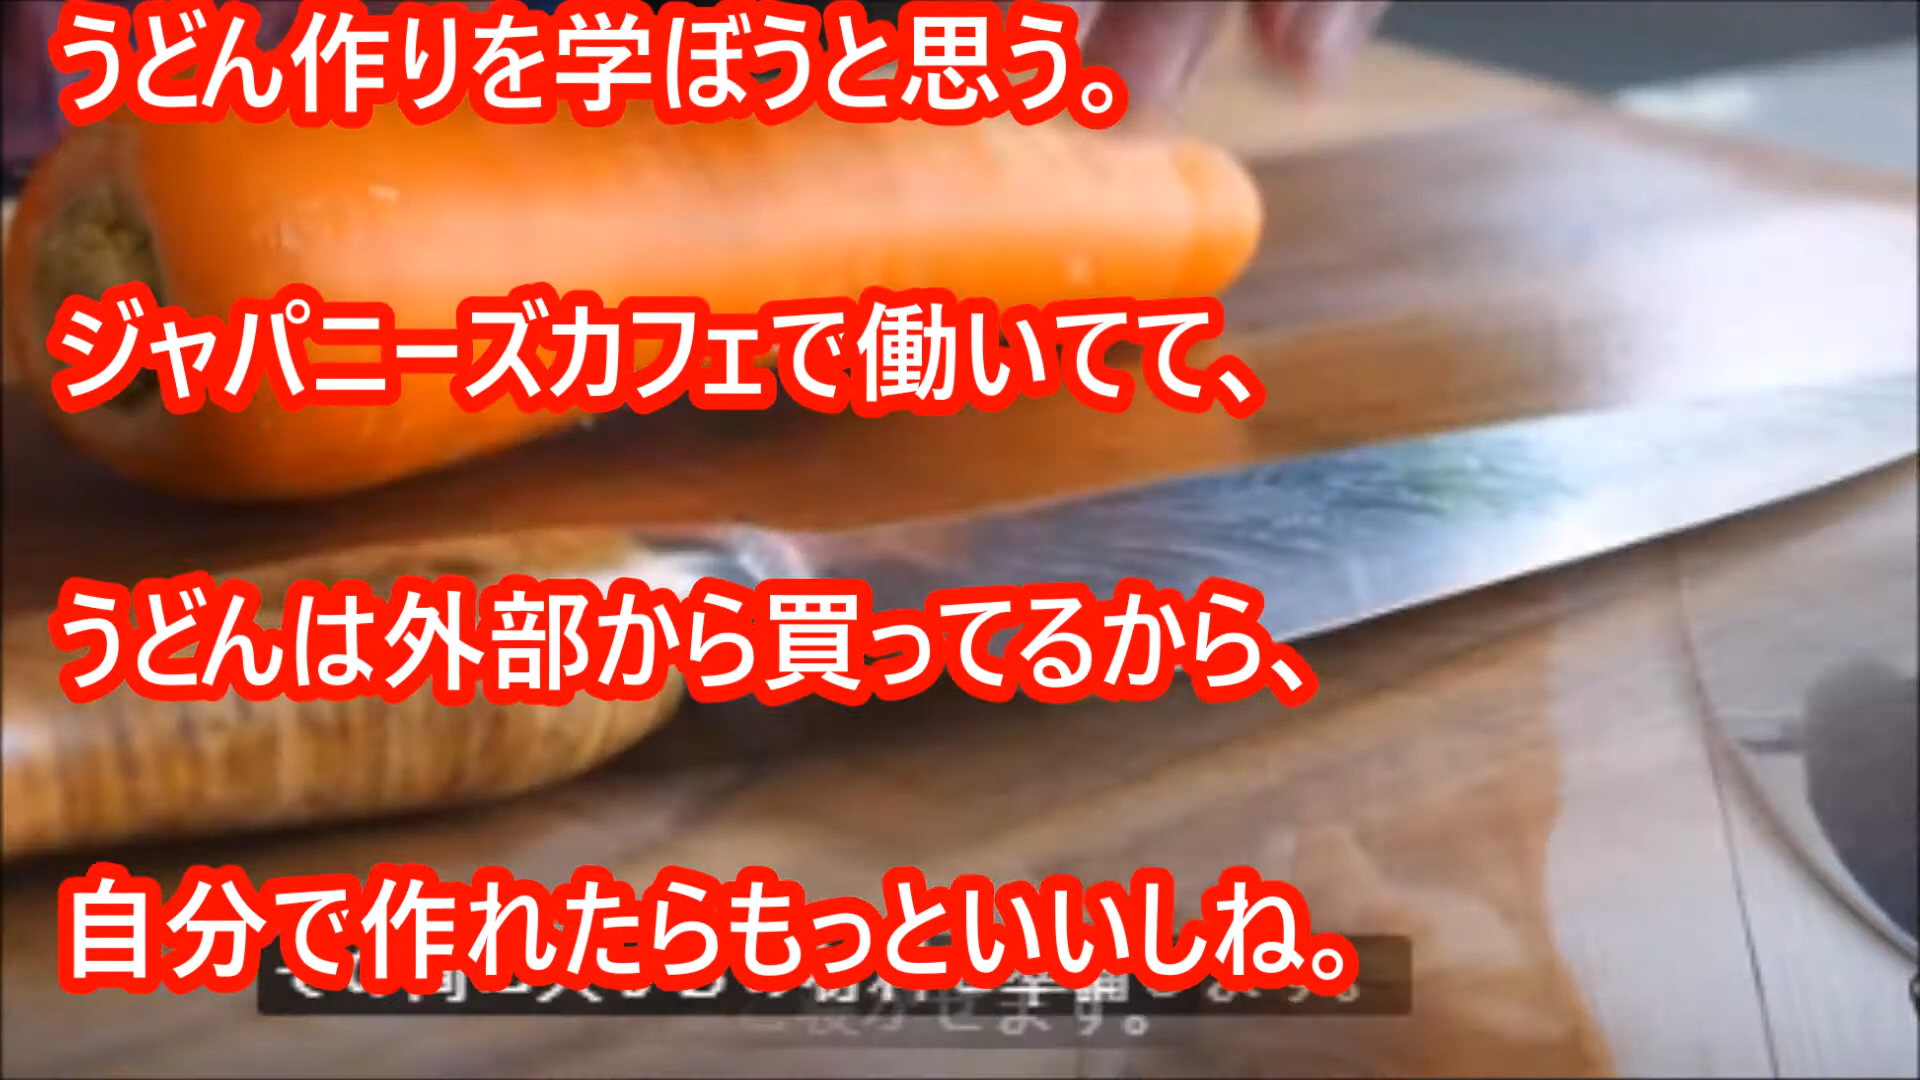 うどん作りを学ぼうと思う。
ジャパニーズカフェで働いてて、
うどんは外部から買ってるから、
自分で作れたらもっといいしね。